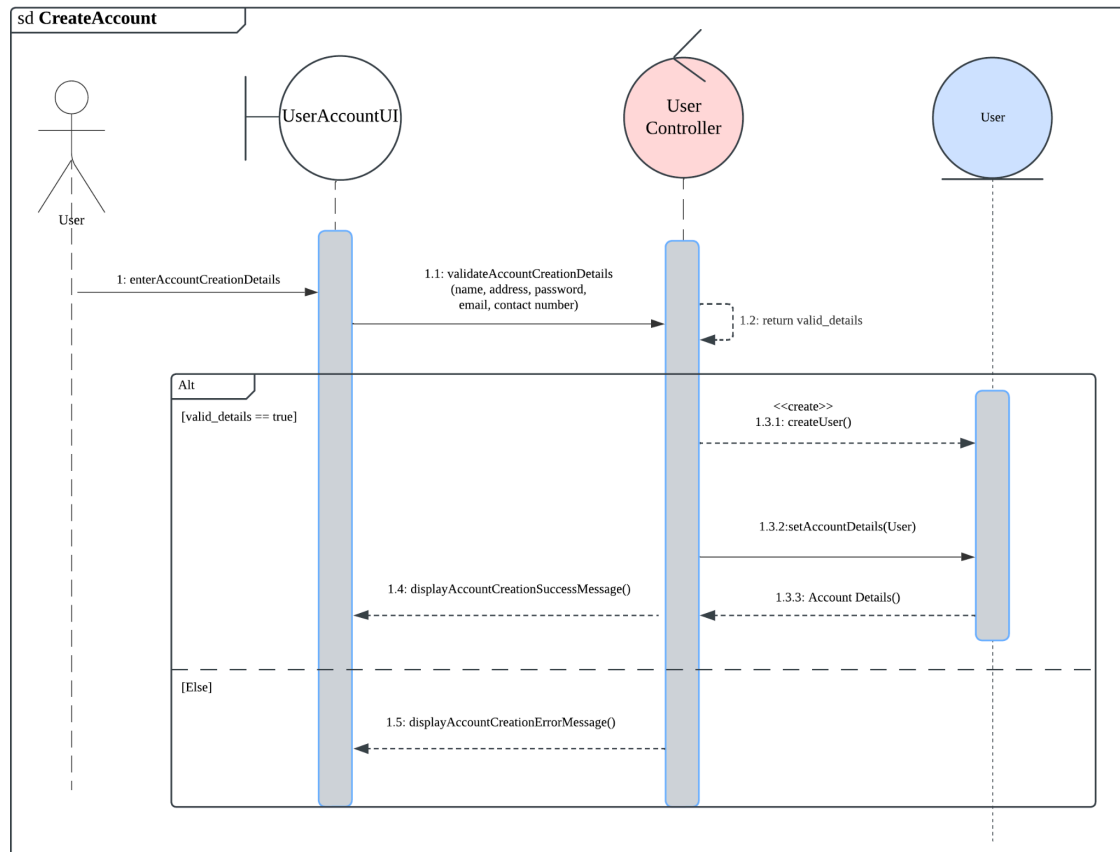 sd CreateAccount
UserAccountUI
User
Controller
User
User
1: enterAccountCreationDetails
1.1: validateAccountCreationDetails
(name, address, password,
email, contact number)
1.2: return valid_details
Alt
[valid_details == true]
<<create>>
1.3.1: createUser()
1.3.2:setAccountDetails(User)
1.4: displayAccountCreationSuccessMessage()
1.3.3: Account Details()
[Else]
1.5: displayAccountCreationErrorMessage()